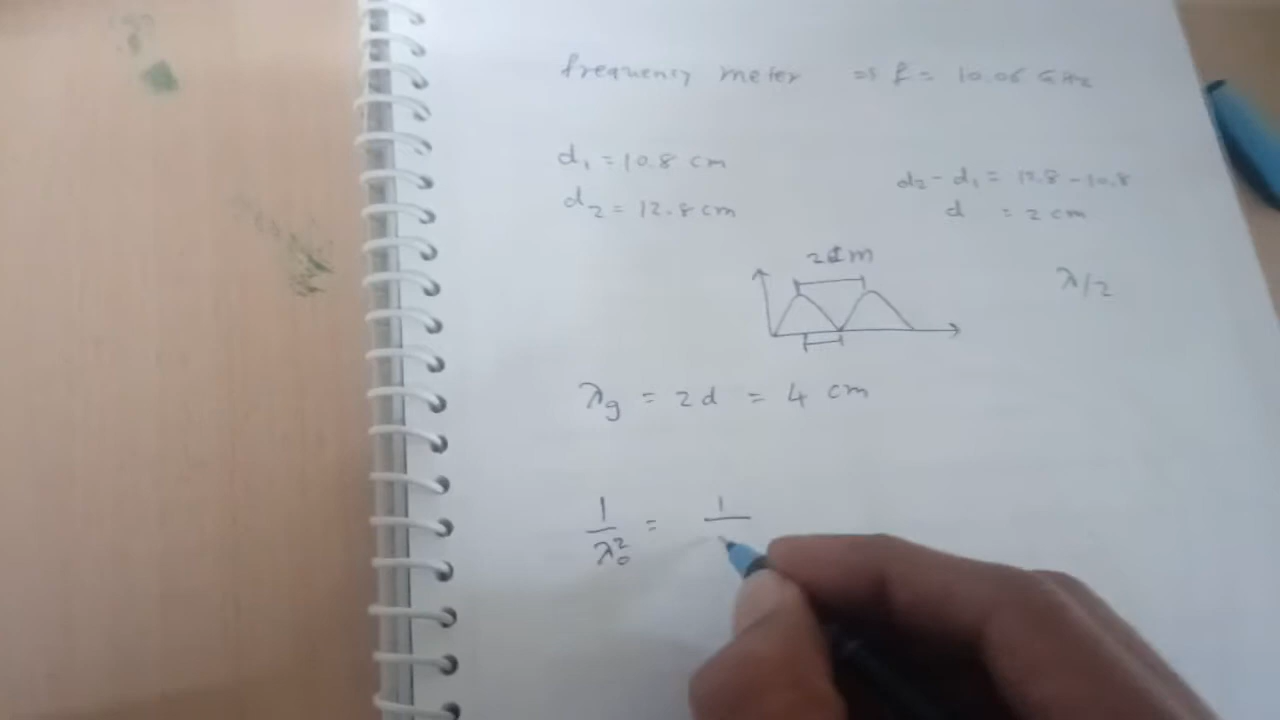 frequency meter ⇒ f = 10.06 GHz
d₁ = 10.8 cm
d₂ = 12.8 cm
d₂ - d₁ = 12.8 - 10.8
d = 2 cm
2cm
λ/2
λg = 2d = 4 cm
1/λ₀² = 1